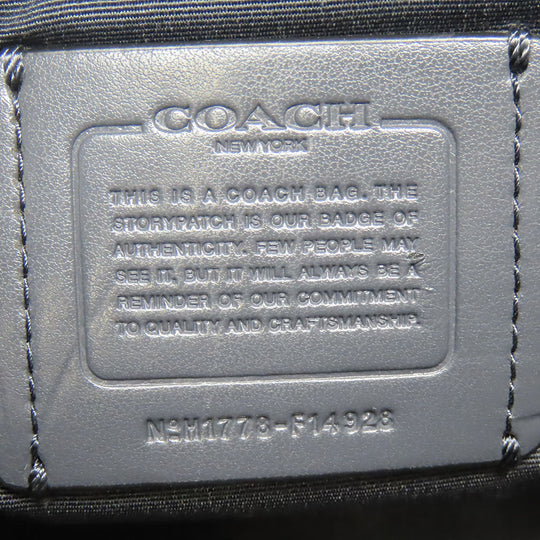 COACH
NEW YORK
THIS IS A COACH BAG. THE
STORYPATCH IS OUR BADGE OF
AUTHENTICITY. FEW PEOPLE MAY
SEE IT, BUT IT WILL ALWAYS BE A
REMINDER OF OUR COMMITMENT
TO QUALITY AND CRAFTSMANSHIP.
Nº M1778-F14928